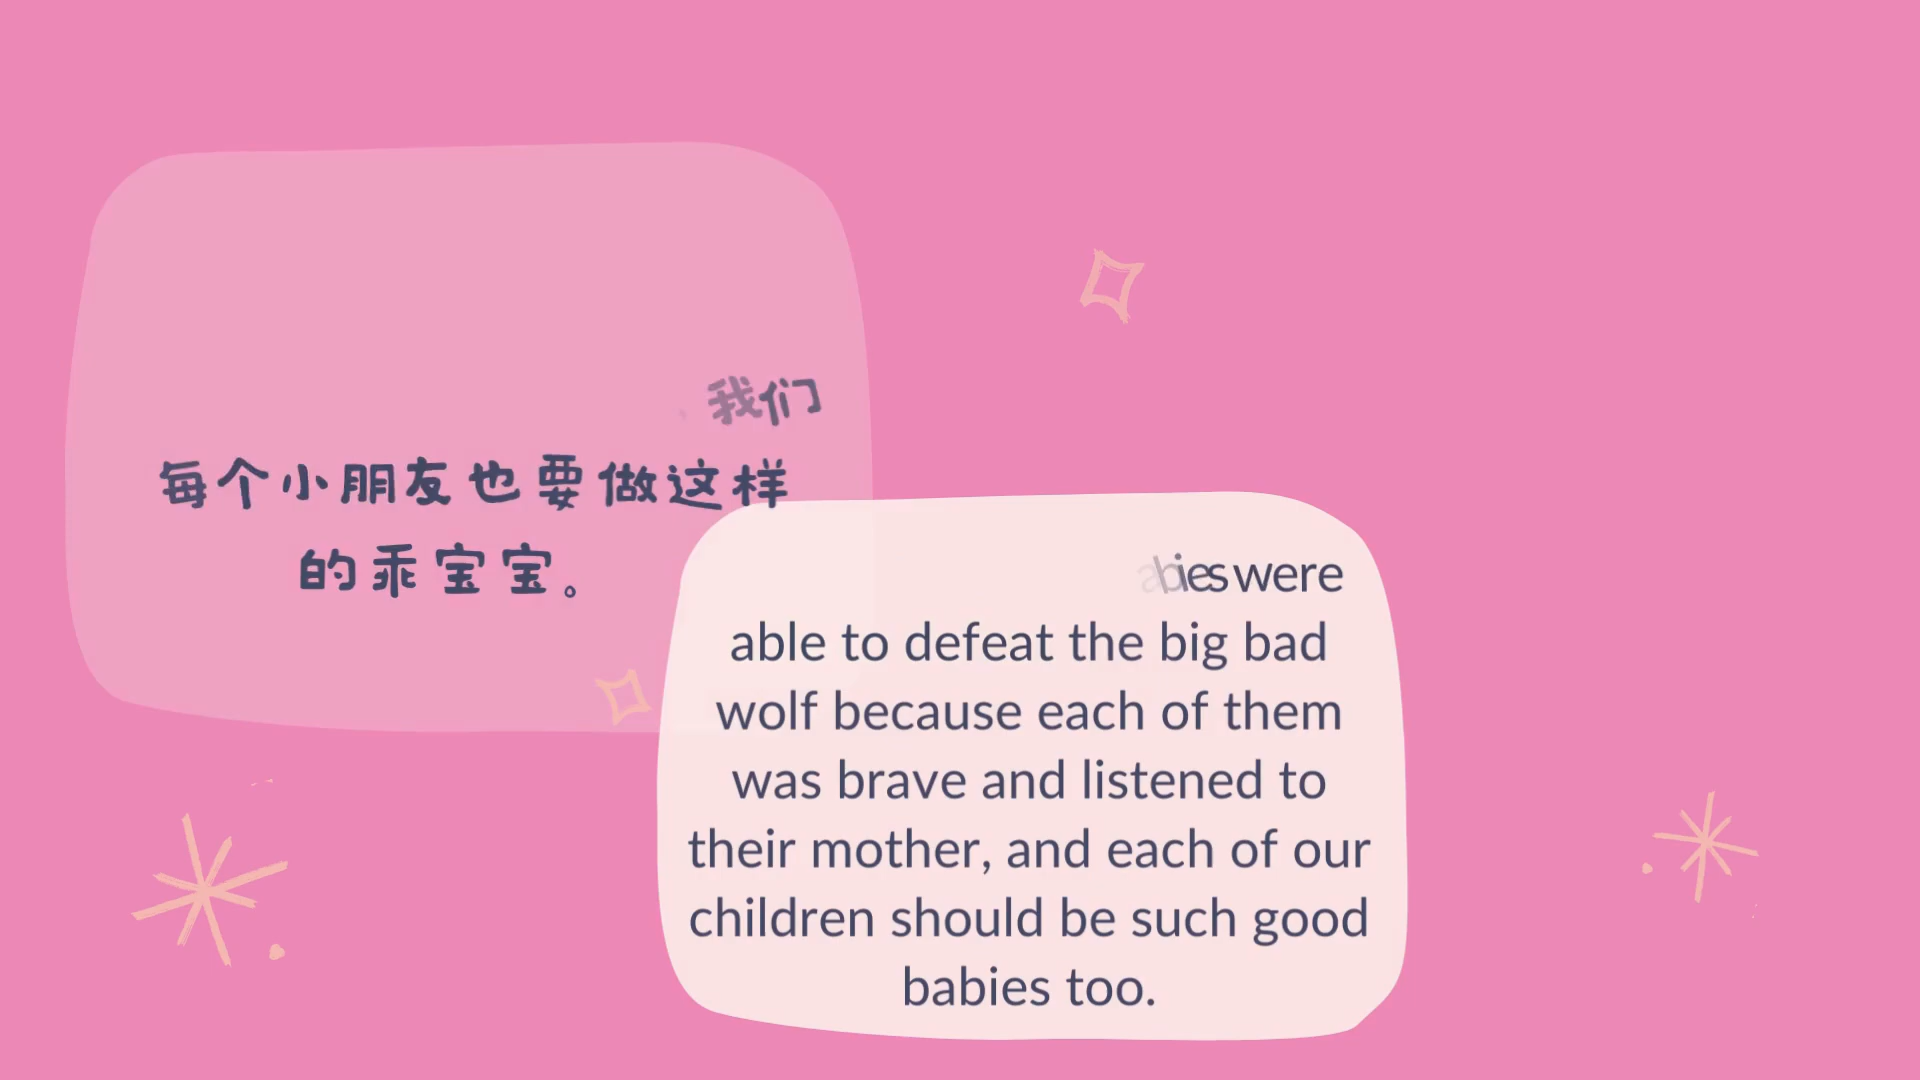 我们
每个小朋友也要做这样
的乖宝宝。
were
able to defeat the big bad
wolf because each of them
was brave and listened to
their mother, and each of our
children should be such good
babies too.